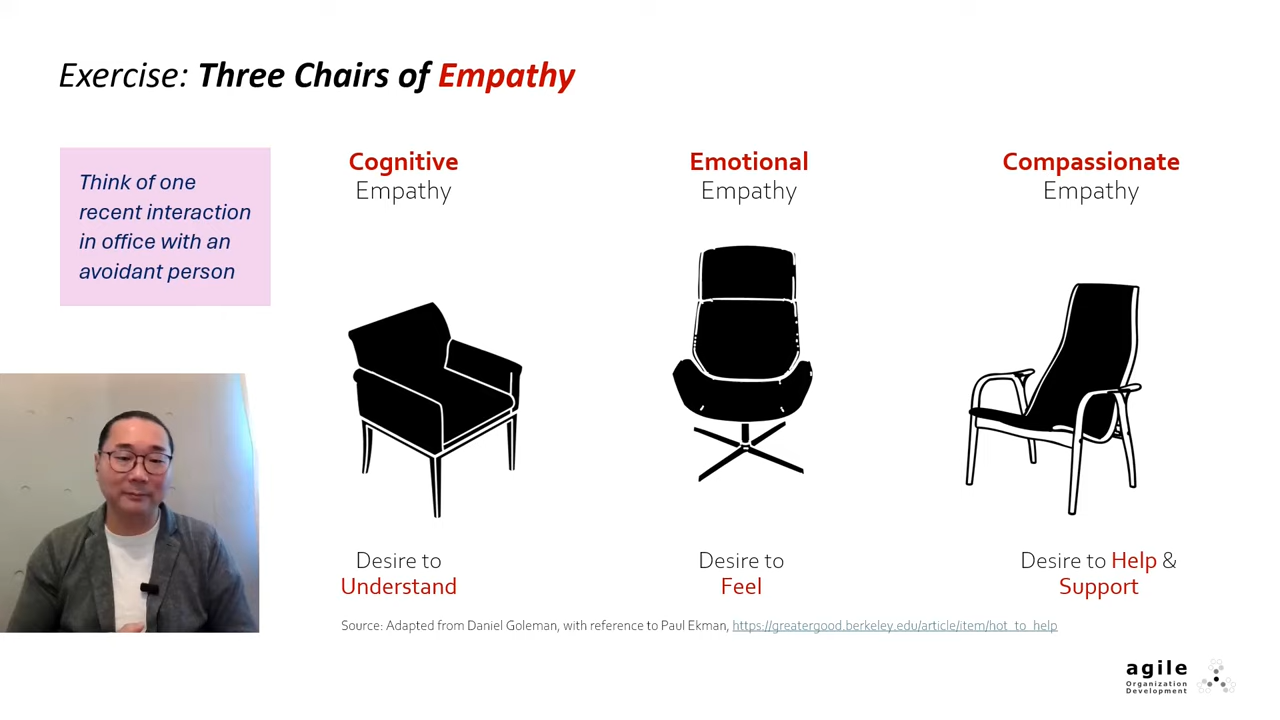 Exercise: Three Chairs of Empathy
Think of one
recent interaction
in office with an
avoidant person
Cognitive
Empathy
Emotional
Empathy
Compassionate
Empathy
Desire to
Understand
Desire to
Feel
Desire to Help &
Support
Source: Adapted from Daniel Goleman, with reference to Paul Ekman, https://greatergood.berkeley.edu/article/item/hot_to_help
agile
Organization
Development